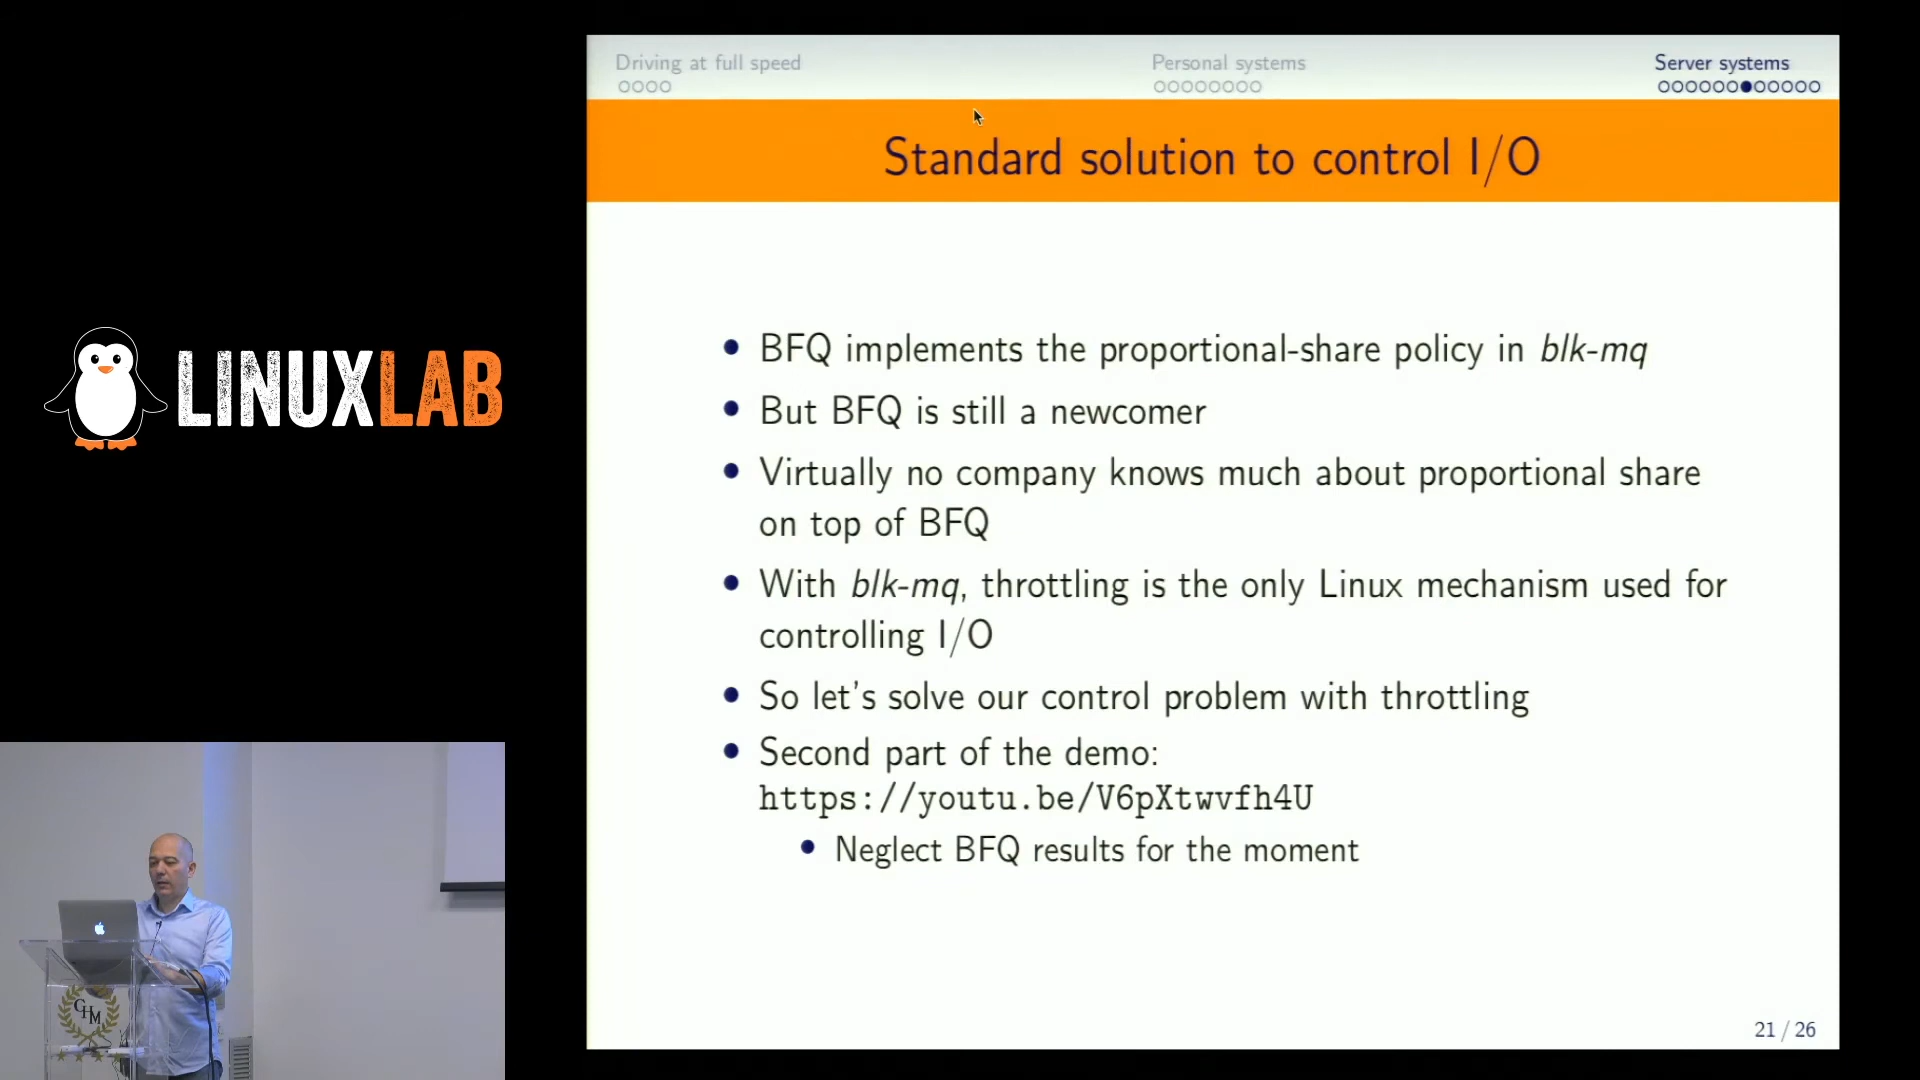 Driving at full speed
Personal systems
Server systems
Standard solution to control I/O
BFQ implements the proportional-share policy in blk-mq
But BFQ is still a newcomer
Virtually no company knows much about proportional share
on top of BFQ
With blk-mq, throttling is the only Linux mechanism used for
controlling I/O
So let's solve our control problem with throttling
Second part of the demo:
https://youtu.be/V6pXtwvfh4U
Neglect BFQ results for the moment
21 / 26
LINUXLAB
GHM